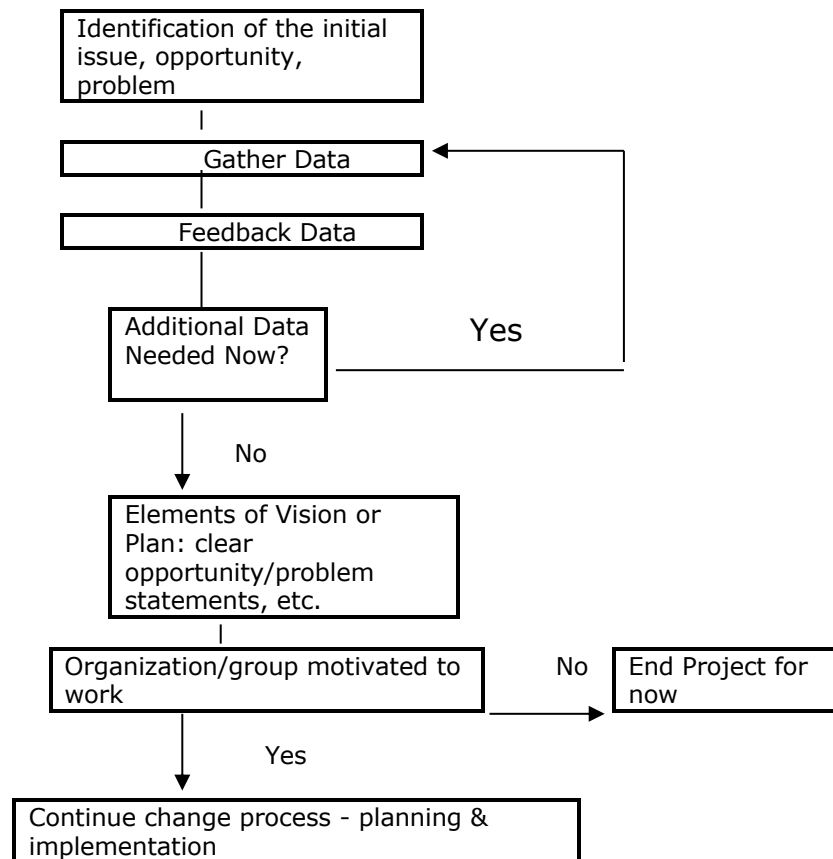 Identification of the initial
issue, opportunity,
problem
Gather Data
Feedback Data
Additional Data
Needed Now?
Yes
No
Elements of Vision or
Plan: clear
opportunity/problem
statements, etc.
Organization/group motivated to
work
No
End Project for
now
Yes
Continue change process - planning &
implementation